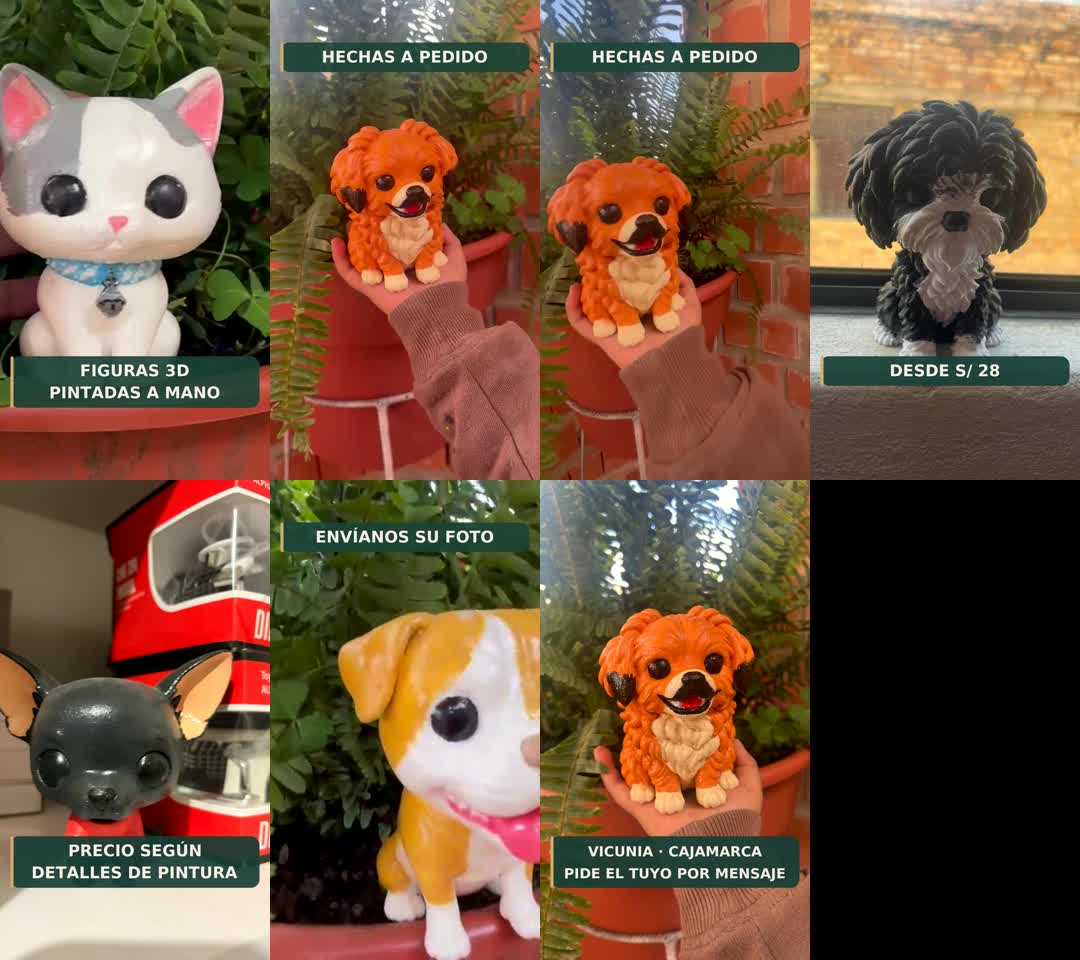 HECHAS A PEDIDO
HECHAS A PEDIDO
FIGURAS 3D
PINTADAS A MANO
DESDE S/ 28
ENVÍANOS SU FOTO
PRECIO SEGÚN
DETALLES DE PINTURA
VICUNIA · CAJAMARCA
PIDE EL TUYO POR MENSAJE